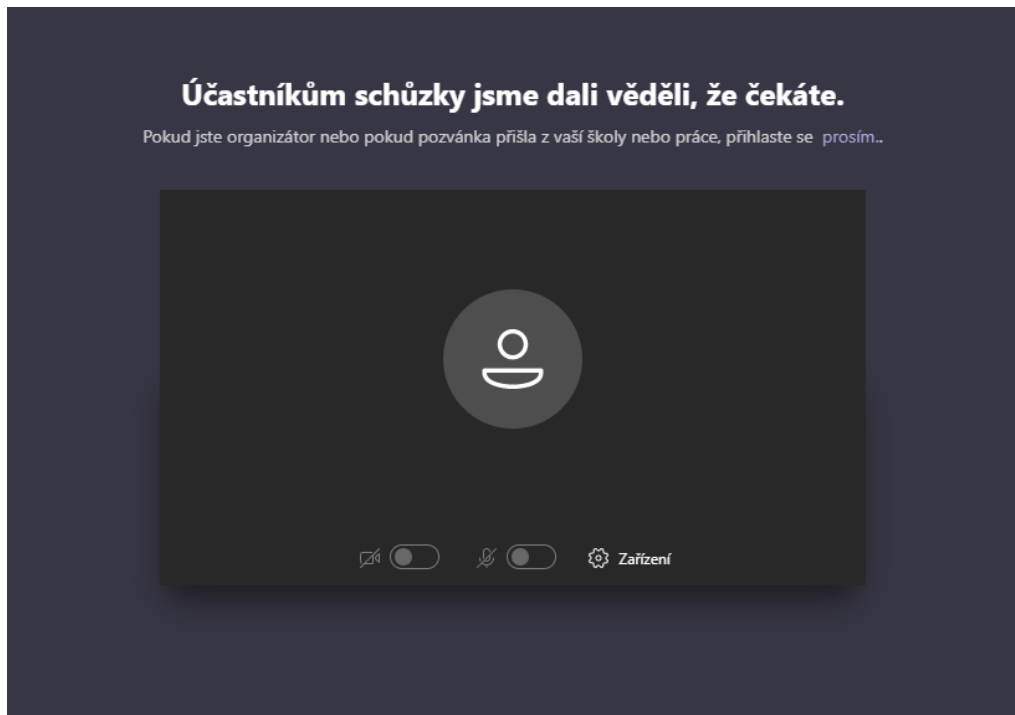 Účastníkům schůzky jsme dali věděli, že čekáte.
Pokud jste organizátor nebo pokud pozvánka přišla z vaší školy nebo práce, přihlaste se prosím..
Zařízení